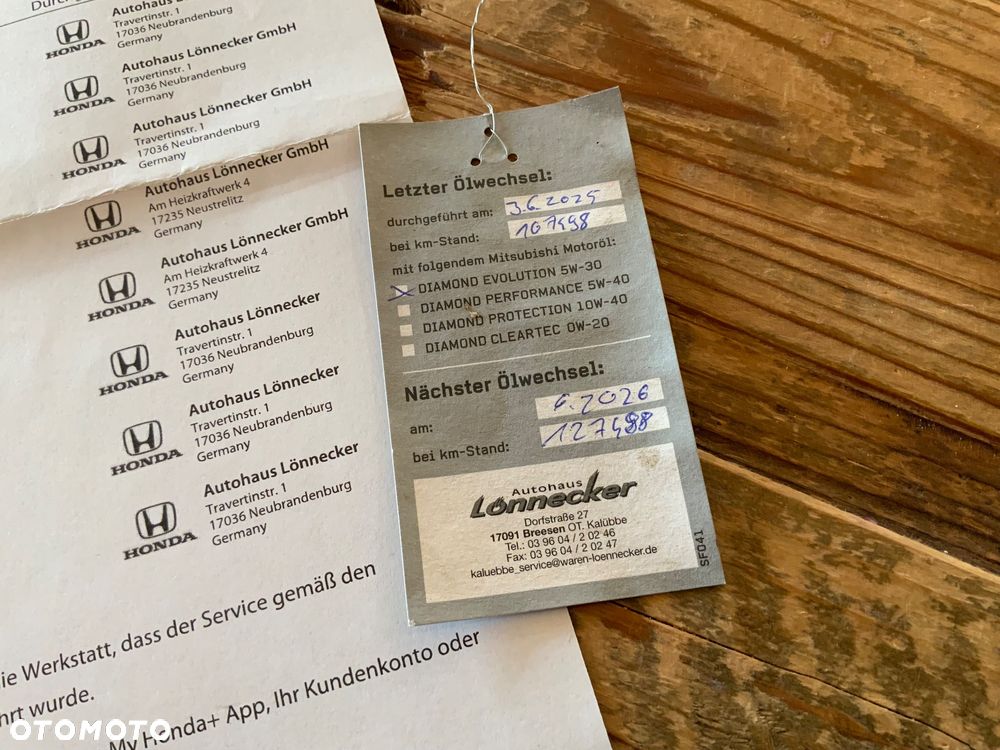 Autohaus Lönnecker
HONDA
Travertinstr. 1
17036 Neubrandenburg
Germany
Autohaus Lönnecker GmbH
HONDA
Travertinstr. 1
17036 Neubrandenburg
Germany
Autohaus Lönnecker GmbH
HONDA
Travertinstr. 1
17036 Neubrandenburg
Germany
Autohaus Lönnecker GmbH
HONDA
Am Heizkraftwerk 4
17235 Neustrelitz
Germany
Autohaus Lönnecker GmbH
HONDA
Am Heizkraftwerk 4
17235 Neustrelitz
Germany
Autohaus Lönnecker
HONDA
Travertinstr. 1
17036 Neubrandenburg
Germany
Autohaus Lönnecker
HONDA
Travertinstr. 1
17036 Neubrandenburg
Germany
Autohaus Lönnecker
HONDA
Travertinstr. 1
17036 Neubrandenburg
Germany
ie Werkstatt, dass der Service gemäß den
hrt wurde.
My Honda+ App, Ihr Kundenkonto oder
Letzter Ölwechsel:
durchgeführt am: 3.6.2025
bei km-Stand: 107498
mit folgendem Mitsubishi Motoröl:
DIAMOND EVOLUTION 5W-30
DIAMOND PERFORMANCE 5W-40
DIAMOND PROTECTION 10W-40
DIAMOND CLEARTEC 0W-20
Nächster Ölwechsel:
am: 6.2026
bei km-Stand: 127498
Autohaus
Lönnecker
Dorfstraße 27
17091 Breesen OT. Kalübbe
Tel.: 03 96 04 / 2 02 46
Fax: 03 96 04 / 2 02 47
kaluebbe_service@waren-loennecker.de
SF041
OTOMOTO